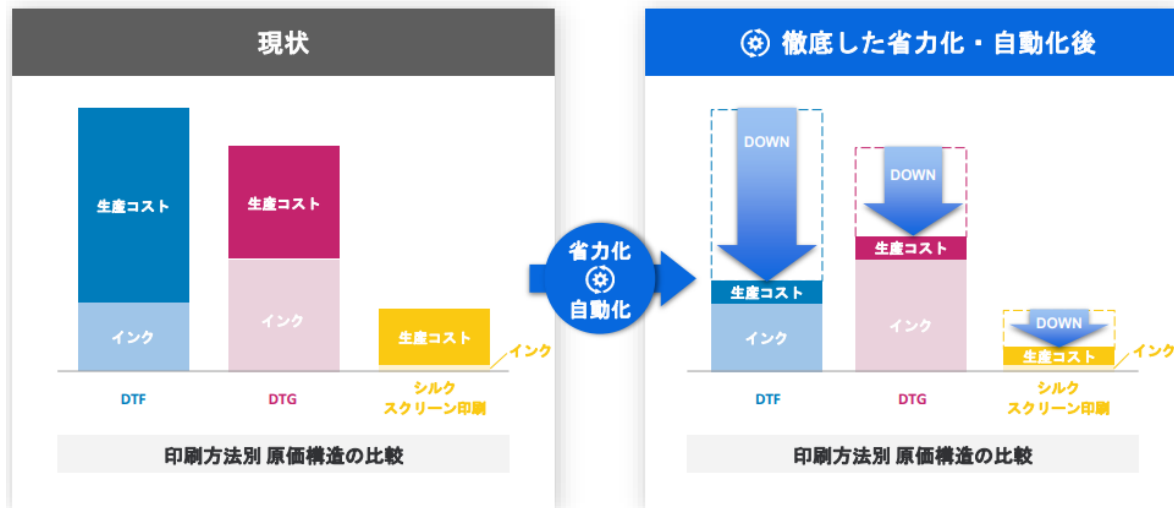 現状
生産コスト
インク
生産コスト
インク
生産コスト
インク
DTF
DTG
シルク
スクリーン印刷
印刷方法別 原価構造の比較
省力化
自動化
徹底した省力化・自動化後
DOWN
生産コスト
インク
DOWN
生産コスト
インク
DOWN
生産コスト
インク
DTF
DTG
シルク
スクリーン印刷
印刷方法別 原価構造の比較